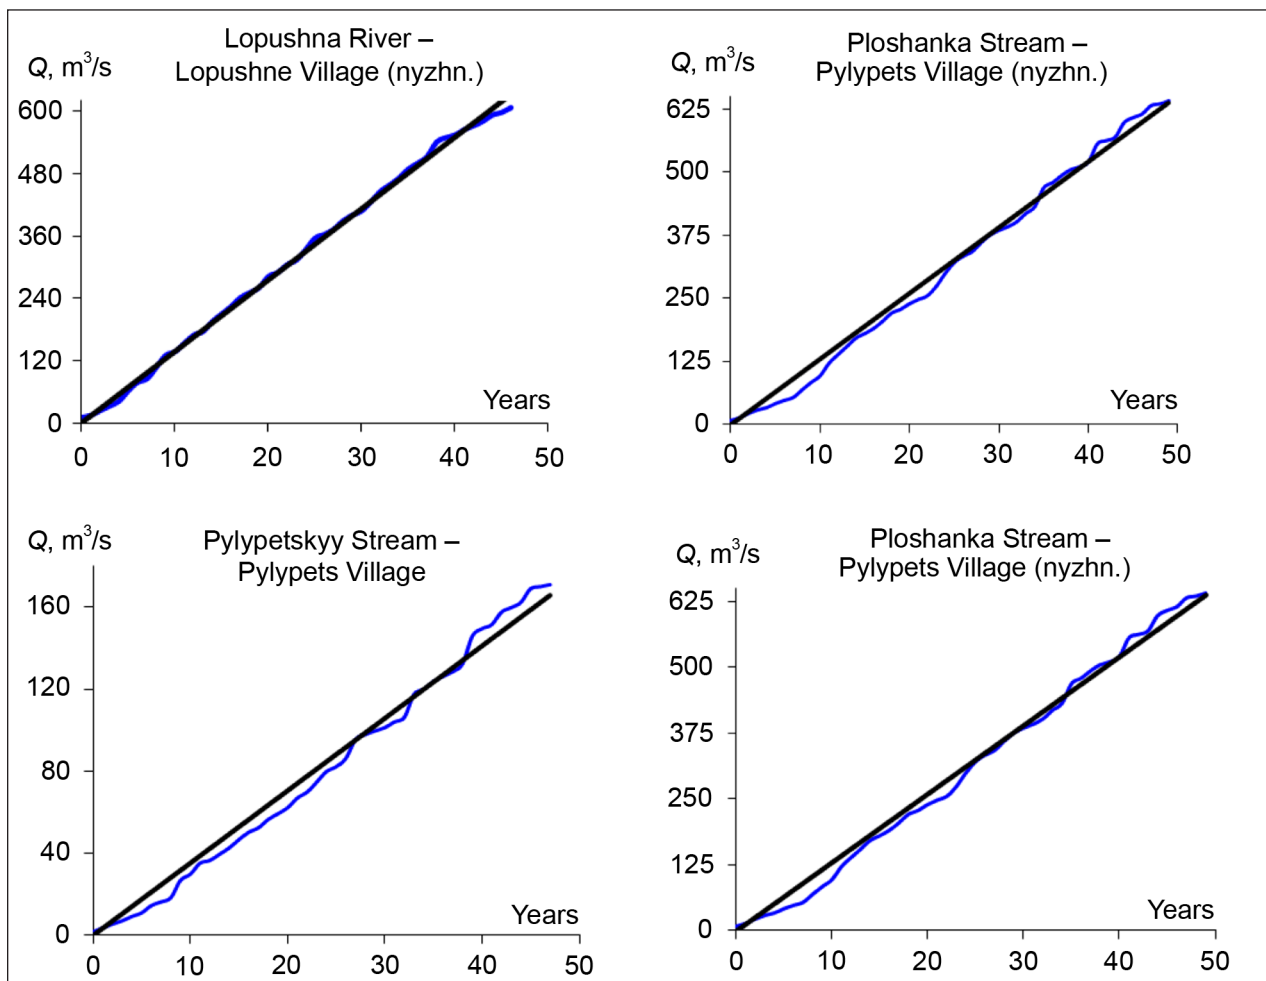 Lopushna River –
Lopushne Village (nyzhn.)
Q, m³/s
600
480
360
240
120
0
Years
0 10 20 30 40 50
Ploshanka Stream –
Pylypets Village (nyzhn.)
Q, m³/s
625
500
375
250
125
0
Years
0 10 20 30 40 50
Pylypetskyy Stream –
Pylypets Village
Q, m³/s
160
120
80
40
0
Years
0 10 20 30 40 50
Ploshanka Stream –
Pylypets Village (nyzhn.)
Q, m³/s
625
500
375
250
125
0
Years
0 10 20 30 40 50